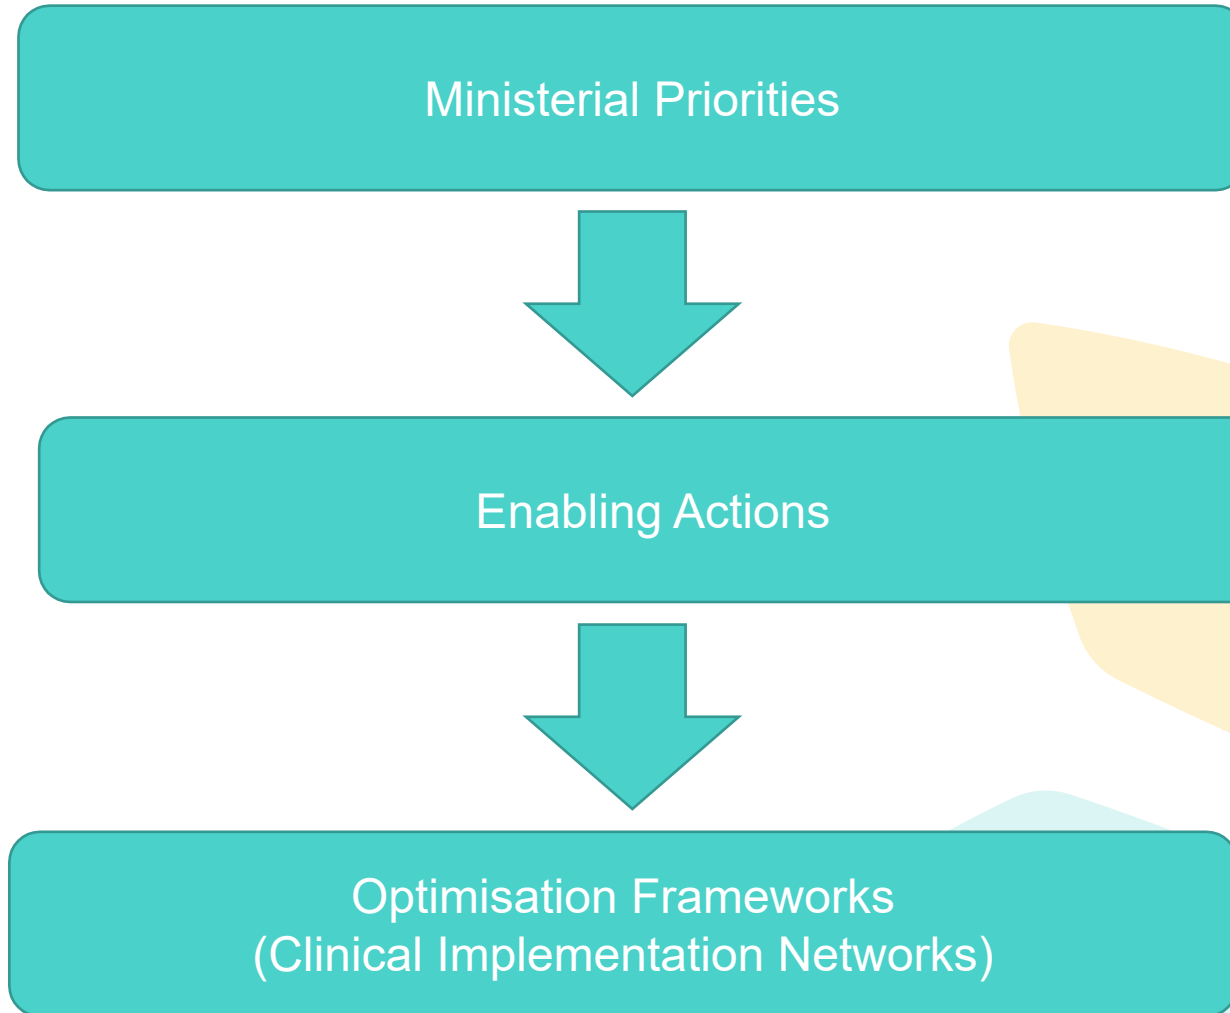 Ministerial Priorities
Enabling Actions
Optimisation Frameworks
(Clinical Implementation Networks)